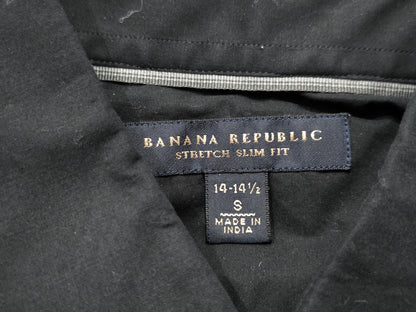 BANANA REPUBLIC
STRETCH SLIM FIT
14-14½
S
MADE IN
INDIA